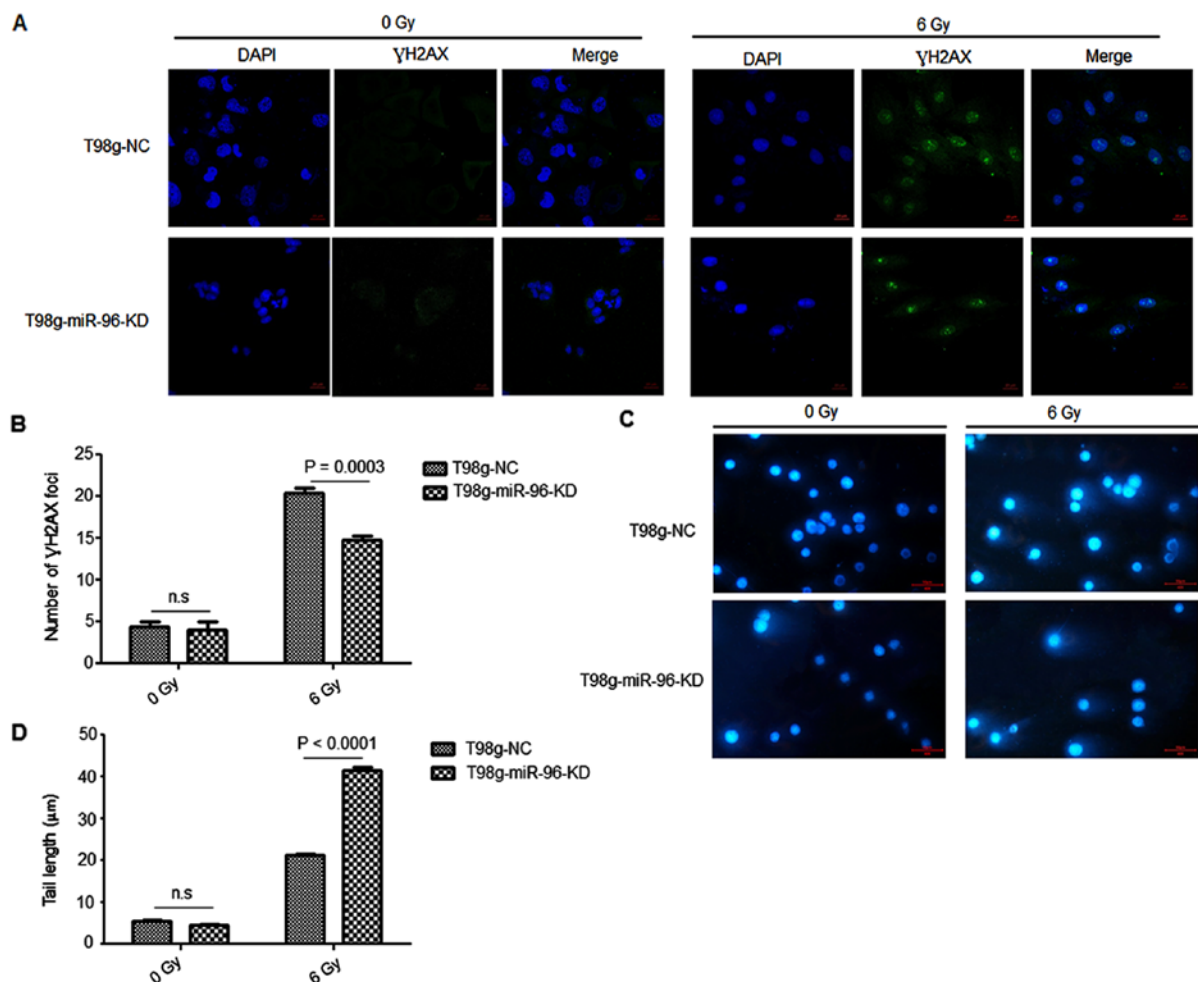 A
0 Gy
6 Gy
DAPI
ƔH2AX
Merge
DAPI
ƔH2AX
Merge
T98g-NC
T98g-miR-96-KD
B
Number of ƔH2AX foci
25
20
15
10
5
0
n.s
P = 0.0003
0 Gy
6 Gy
T98g-NC
T98g-miR-96-KD
C
0 Gy
6 Gy
T98g-NC
T98g-miR-96-KD
D
Tail length (μm)
50
40
30
20
10
0
n.s
P < 0.0001
0 Gy
6 Gy
T98g-NC
T98g-miR-96-KD